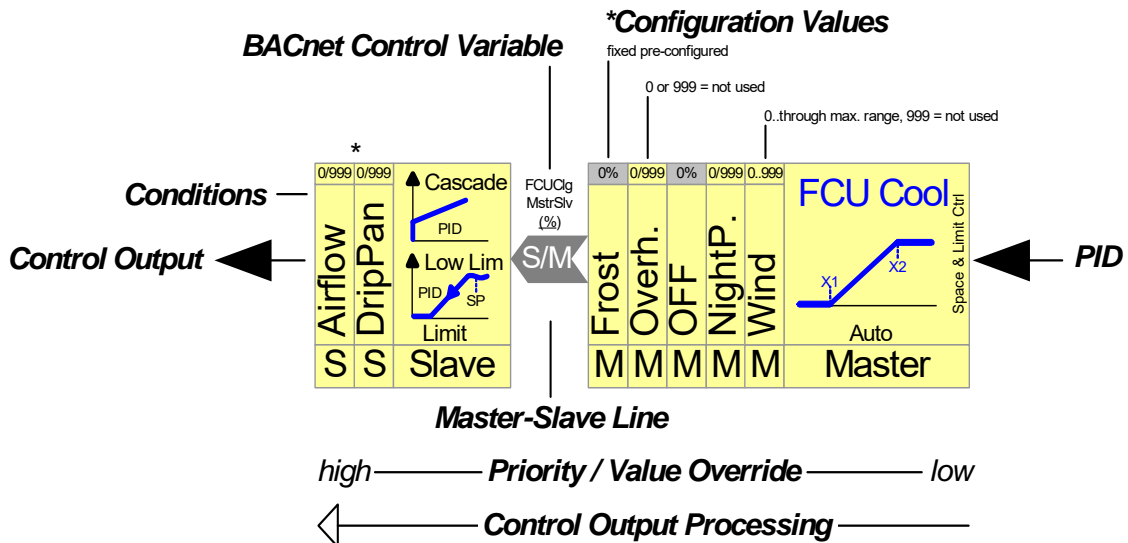 *Configuration Values
BACnet Control Variable
fixed pre-configured
0 or 999 = not used
0..through max. range, 999 = not used
*
Conditions
Control Output
0/999 0/999
Airflow
DripPan
S S Slave
Cascade
PID
Low Lim
PID
SP
Limit
FCUClg
MstrSlv
(%)
S/M
0% 0/999 0% 0/999 0..999
Frost
Overh.
OFF
NightP.
Wind
M M M M M Master
FCU Cool
X1
X2
Auto
Space & Limit Ctrl
PID
Master-Slave Line
high Priority / Value Override low
Control Output Processing